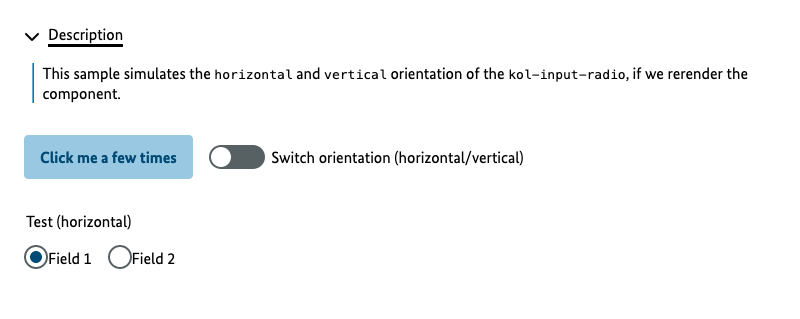 Description
This sample simulates the horizontal and vertical orientation of the kol-input-radio, if we rerender the
component.
Click me a few times
Switch orientation (horizontal/vertical)
Test (horizontal)
Field 1
Field 2